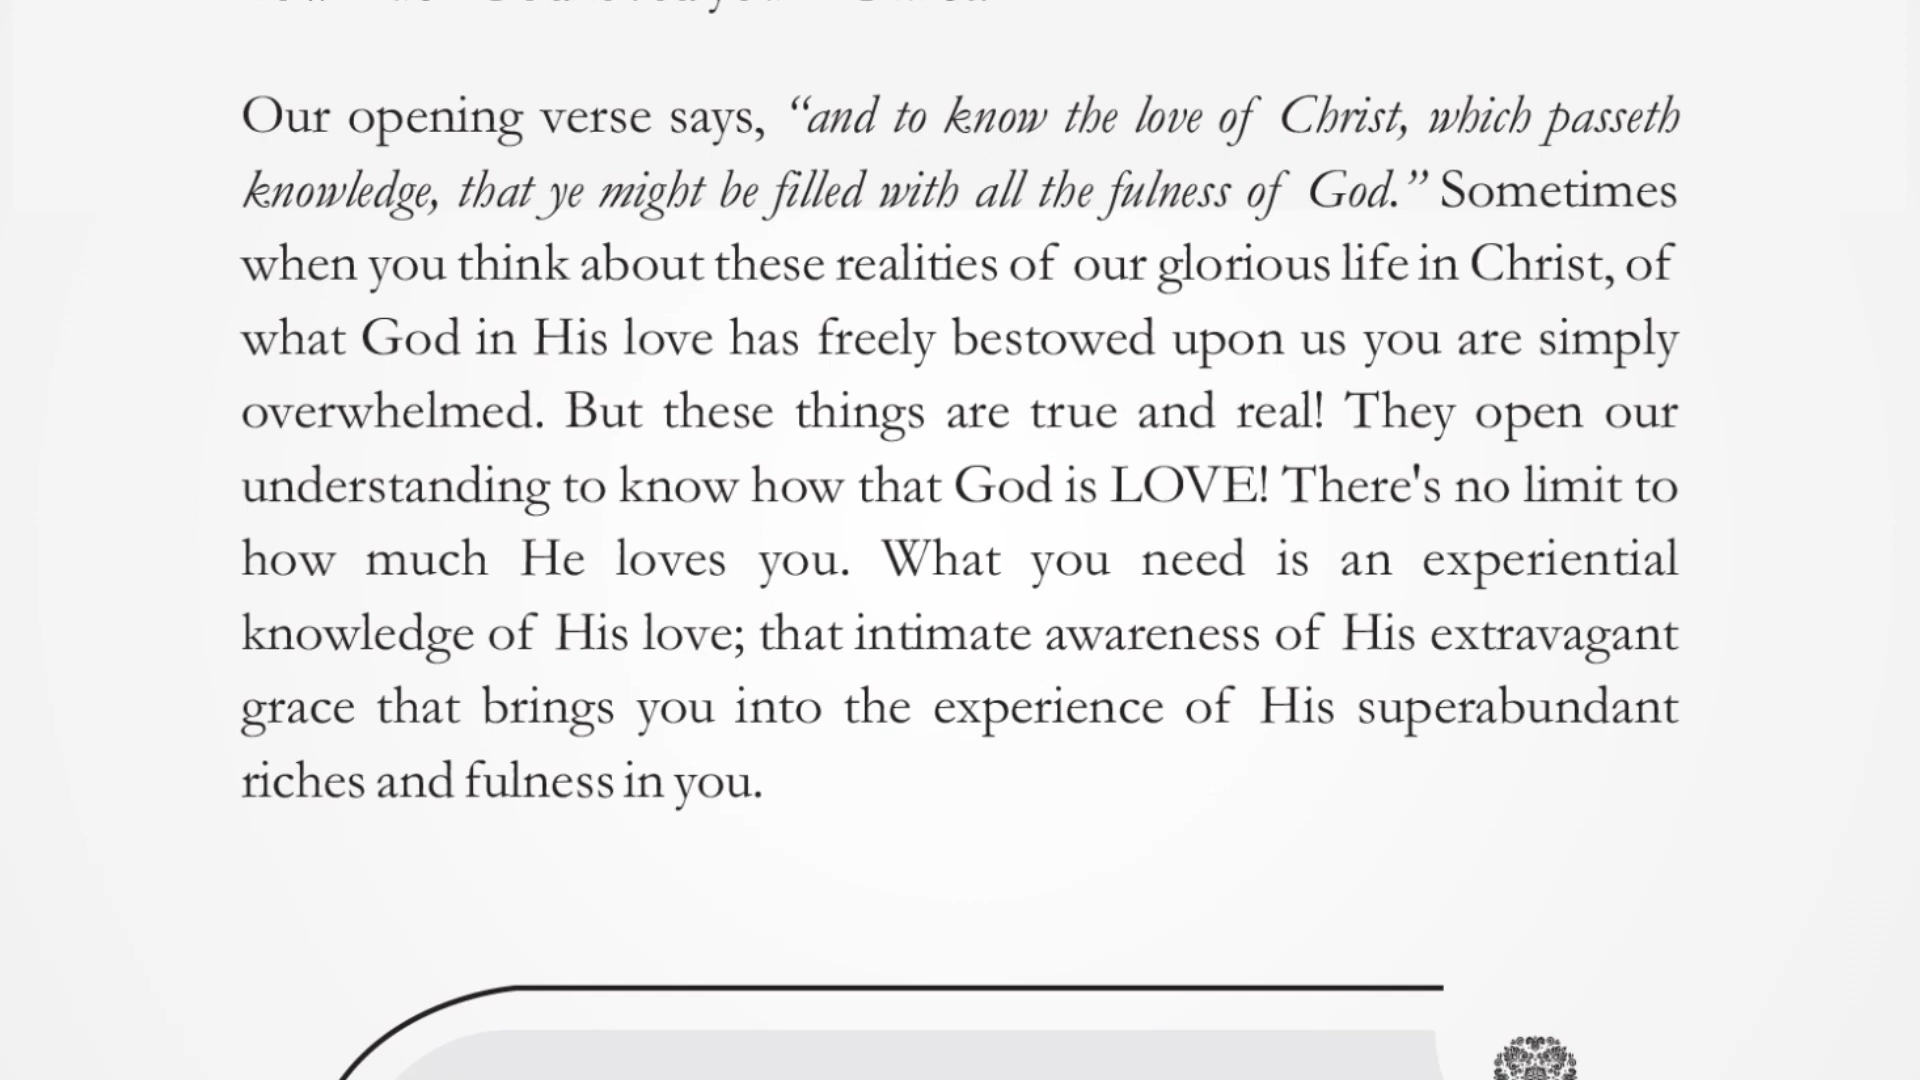 Our opening verse says, “and to know the love of Christ, which passeth
knowledge, that ye might be filled with all the fulness of God.” Sometimes
when you think about these realities of our glorious life in Christ, of
what God in His love has freely bestowed upon us you are simply
overwhelmed. But these things are true and real! They open our
understanding to know how that God is LOVE! There's no limit to
how much He loves you. What you need is an experiential
knowledge of His love; that intimate awareness of His extravagant
grace that brings you into the experience of His superabundant
riches and fulness in you.